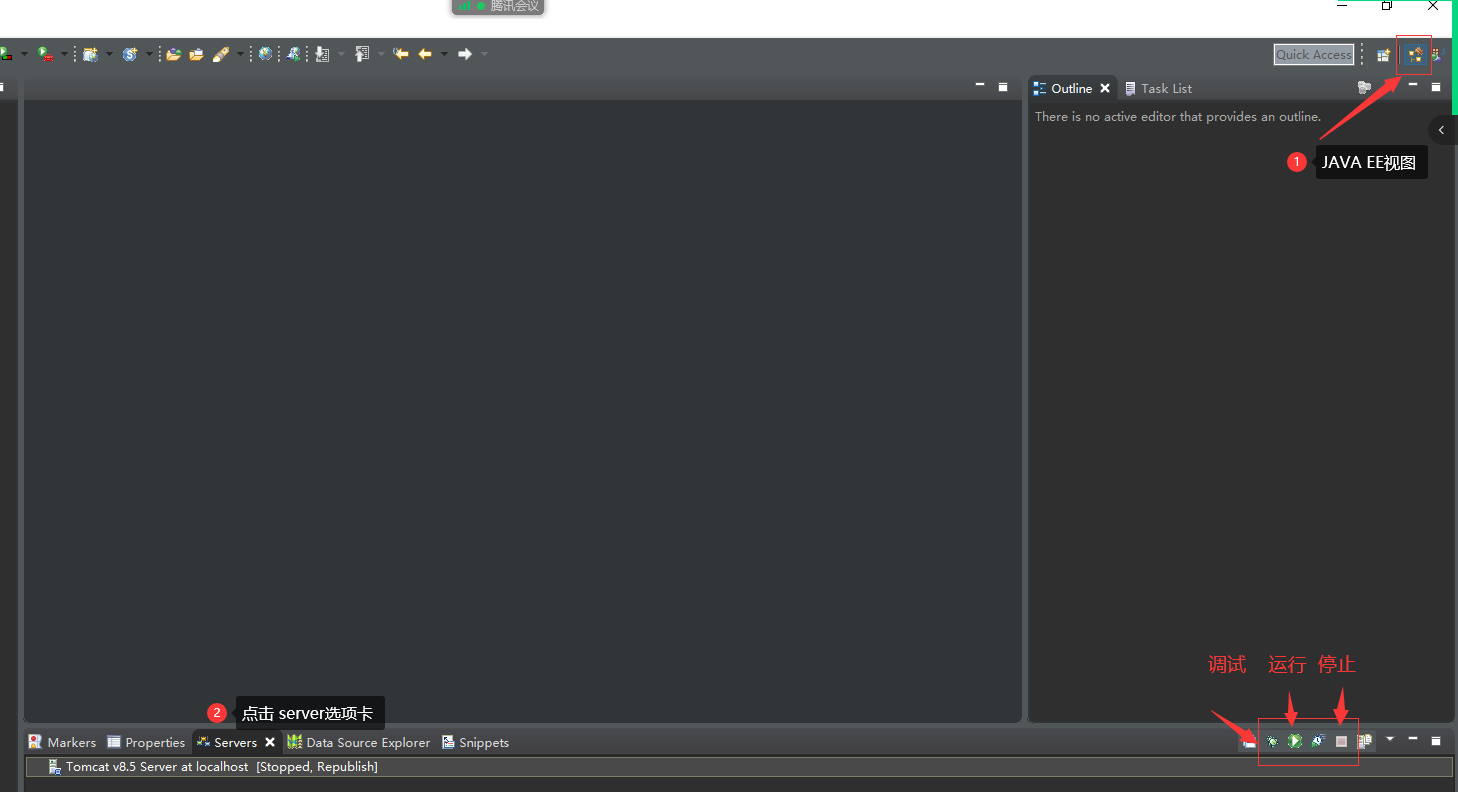 腾讯会议
Quick Access
Outline
Task List
There is no active editor that provides an outline.
1
JAVA EE视图
调试 运行 停止
2
点击 server选项卡
Markers
Properties
Servers
Data Source Explorer
Snippets
Tomcat v8.5 Server at localhost [Stopped, Republish]